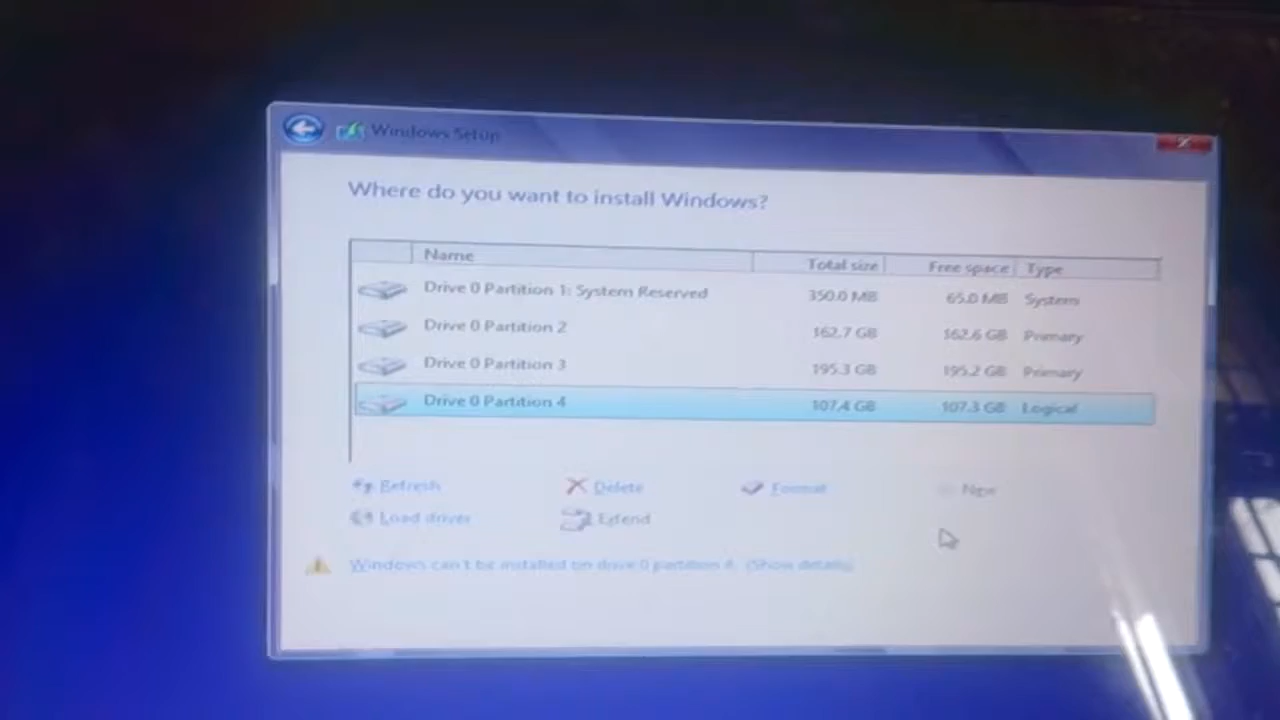 Windows Setup
Where do you want to install Windows?
Name Total size Free space Type
Drive 0 Partition 1: System Reserved 350.0 MB 65.0 MB System
Drive 0 Partition 2 162.7 GB 162.6 GB Primary
Drive 0 Partition 3 195.3 GB 195.2 GB Primary
Drive 0 Partition 4 107.4 GB 107.3 GB Logical
Refresh Delete Format New
Load driver Extend
Windows can't be installed on drive 0 partition 4. (Show details)